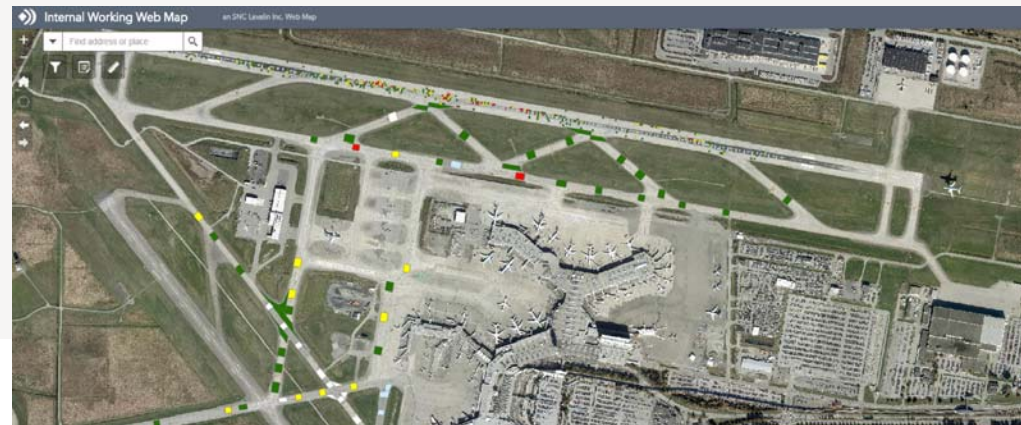 Internal Working Web Map
an SNC Lavalin Inc. Web Map
Find address or place